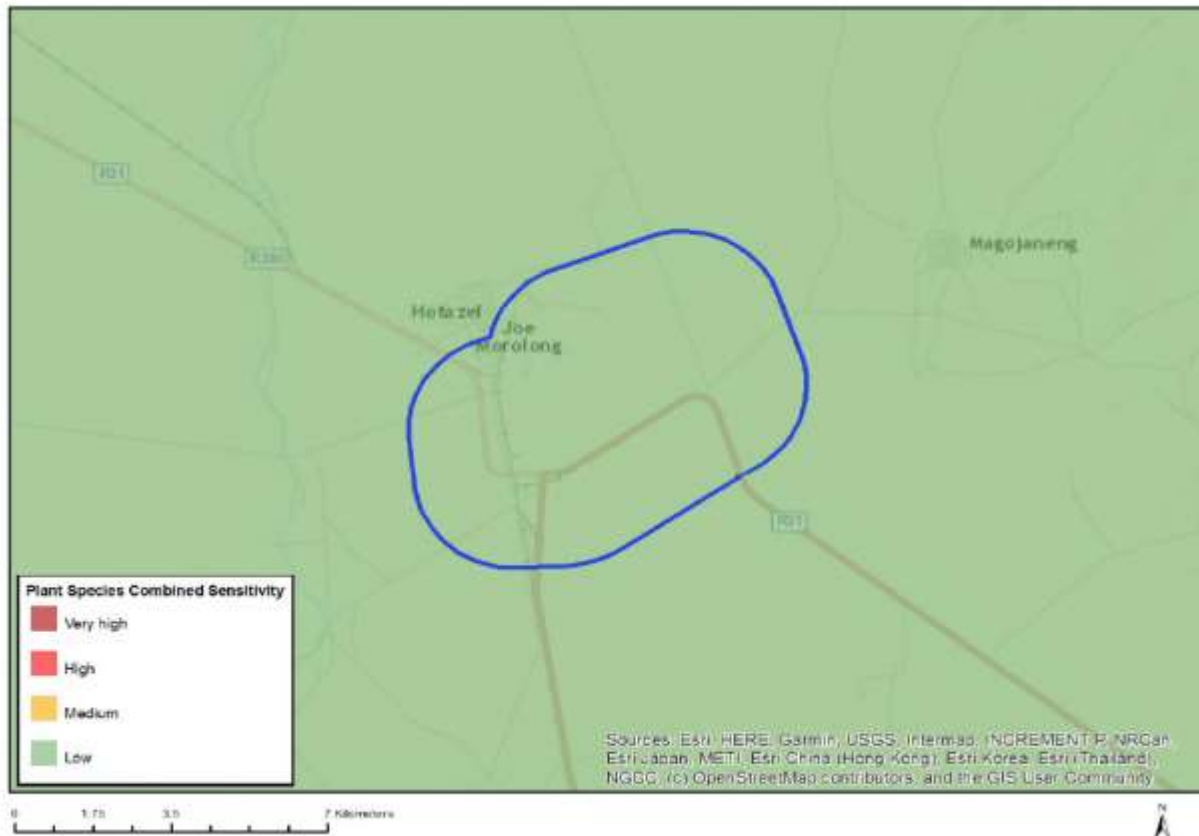 R31
R380
Magojaneng
Hotazel
Joe
Morolong
R31
Plant Species Combined Sensitivity
Very high
High
Medium
Low
Sources: Esri, HERE, Garmin, USGS, Intermap, INCREMENT P, NRCan,
Esri Japan, METI, Esri China (Hong Kong), Esri Korea, Esri (Thailand),
NGCC, (c) OpenStreetMap contributors, and the GIS User Community
0 1.75 3.5 7 Kilometers
N